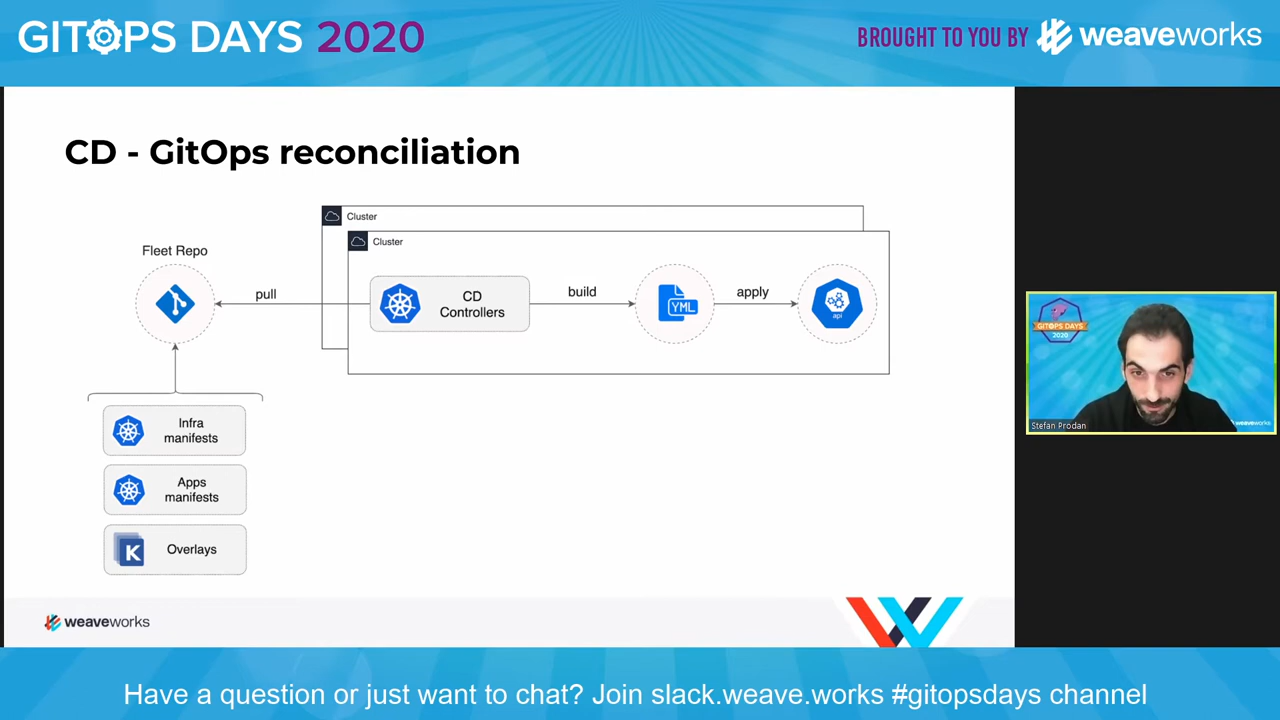 GITOPS DAYS 2020
BROUGHT TO YOU BY weaveworks
CD - GitOps reconciliation
Cluster
Cluster
Fleet Repo
pull
CD
Controllers
build
YML
apply
api
Infra
manifests
Apps
manifests
K
Overlays
GITOPS DAYS
2020
Stefan Prodan
weaveworks
weaveworks
Have a question or just want to chat? Join slack.weave.works #gitopsdays channel